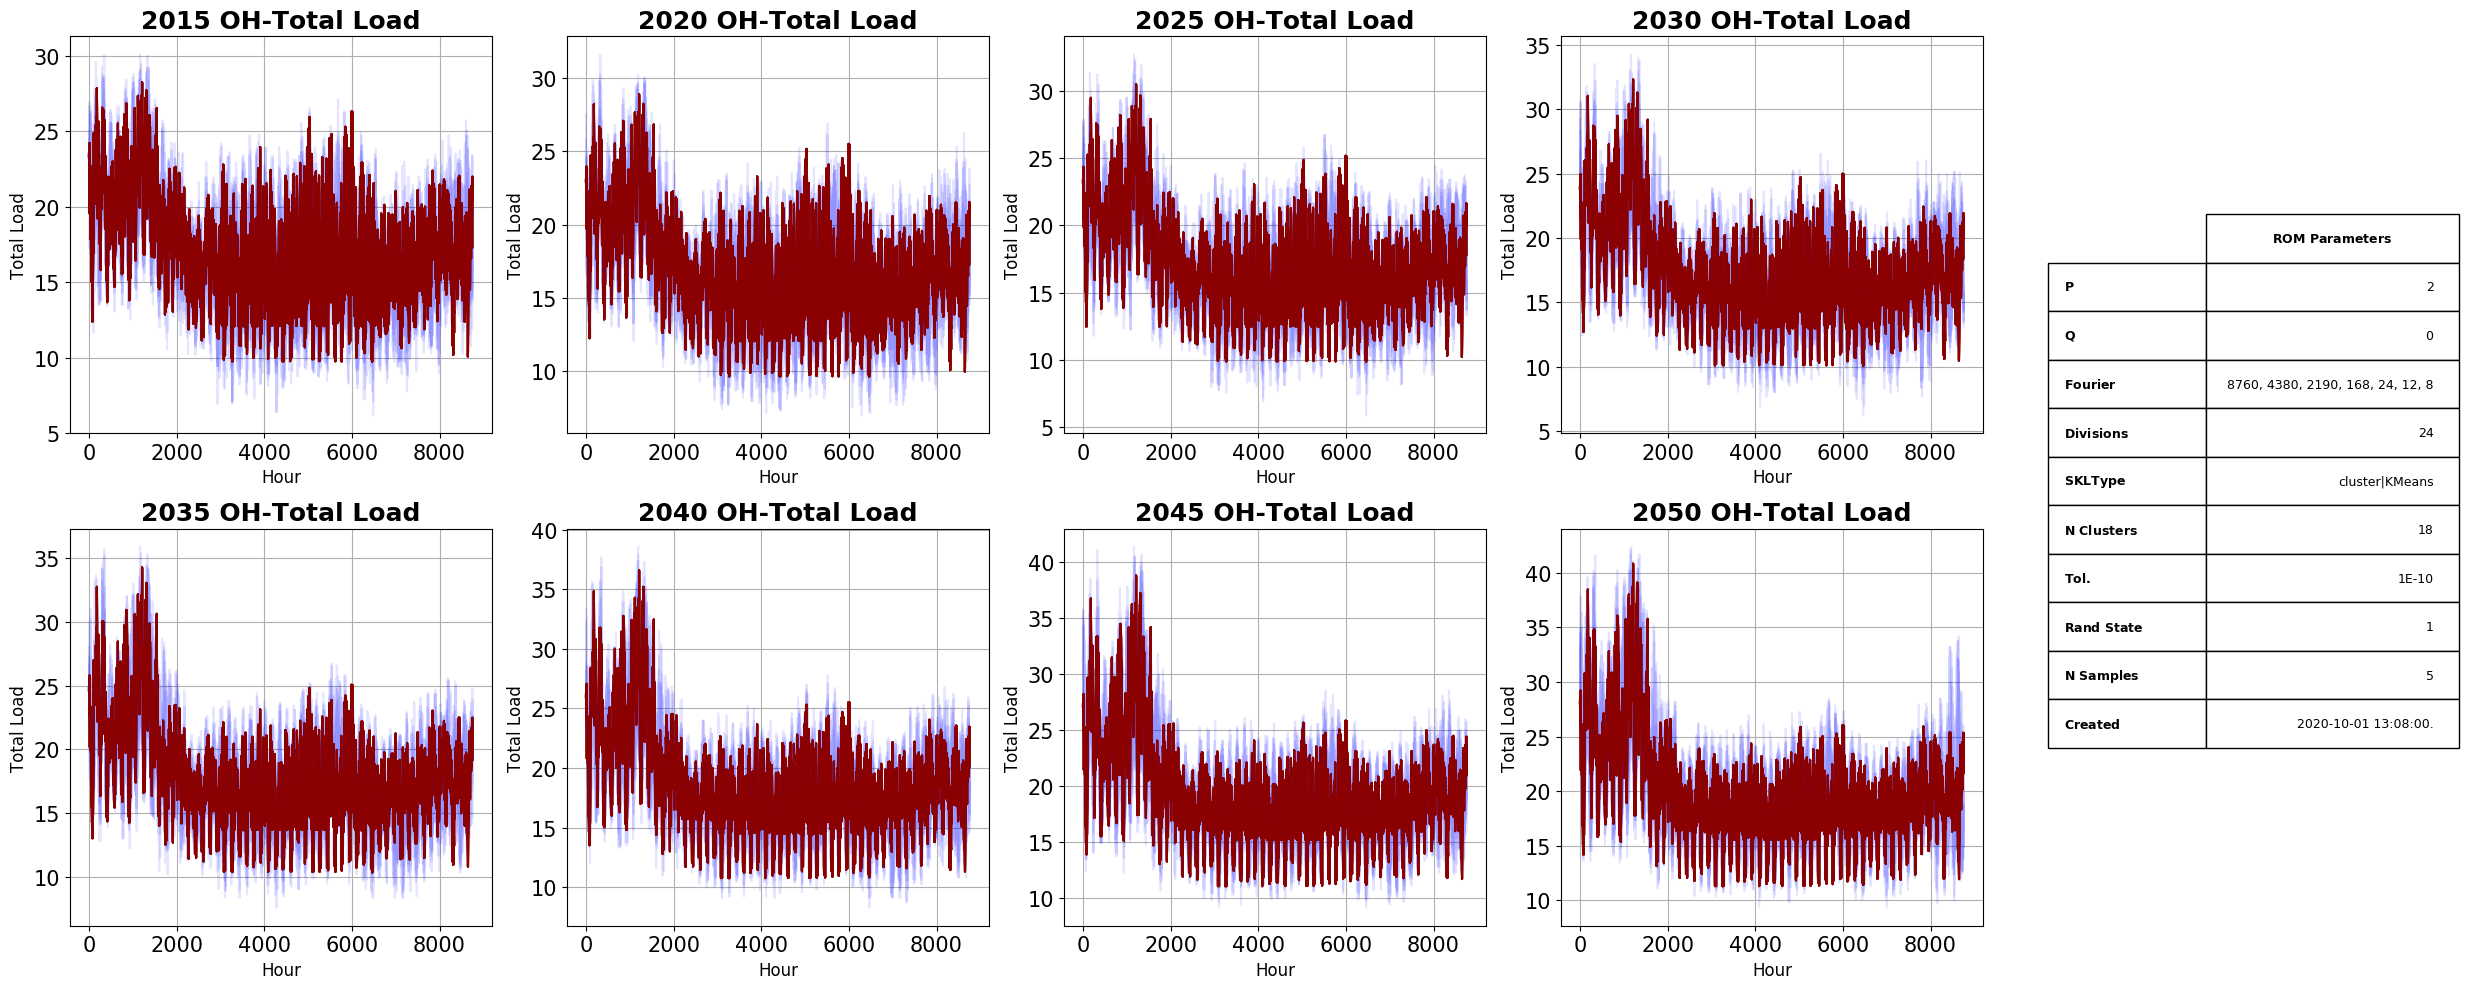 2015 OH-Total Load
Total Load
30
25
20
15
10
5
0 2000 4000 6000 8000
Hour
2020 OH-Total Load
Total Load
30
25
20
15
10
0 2000 4000 6000 8000
Hour
2025 OH-Total Load
Total Load
30
25
20
15
10
5
0 2000 4000 6000 8000
Hour
2030 OH-Total Load
Total Load
35
30
25
20
15
10
5
0 2000 4000 6000 8000
Hour
2035 OH-Total Load
Total Load
35
30
25
20
15
10
0 2000 4000 6000 8000
Hour
2040 OH-Total Load
Total Load
40
35
30
25
20
15
10
0 2000 4000 6000 8000
Hour
2045 OH-Total Load
Total Load
40
35
30
25
20
15
10
0 2000 4000 6000 8000
Hour
2050 OH-Total Load
Total Load
40
35
30
25
20
15
10
0 2000 4000 6000 8000
Hour
ROM Parameters
P 2
Q 0
Fourier 8760, 4380, 2190, 168, 24, 12, 8
Divisions 24
SKLType cluster|KMeans
N Clusters 18
Tol. 1E-10
Rand State 1
N Samples 5
Created 2020-10-01 13:08:00.